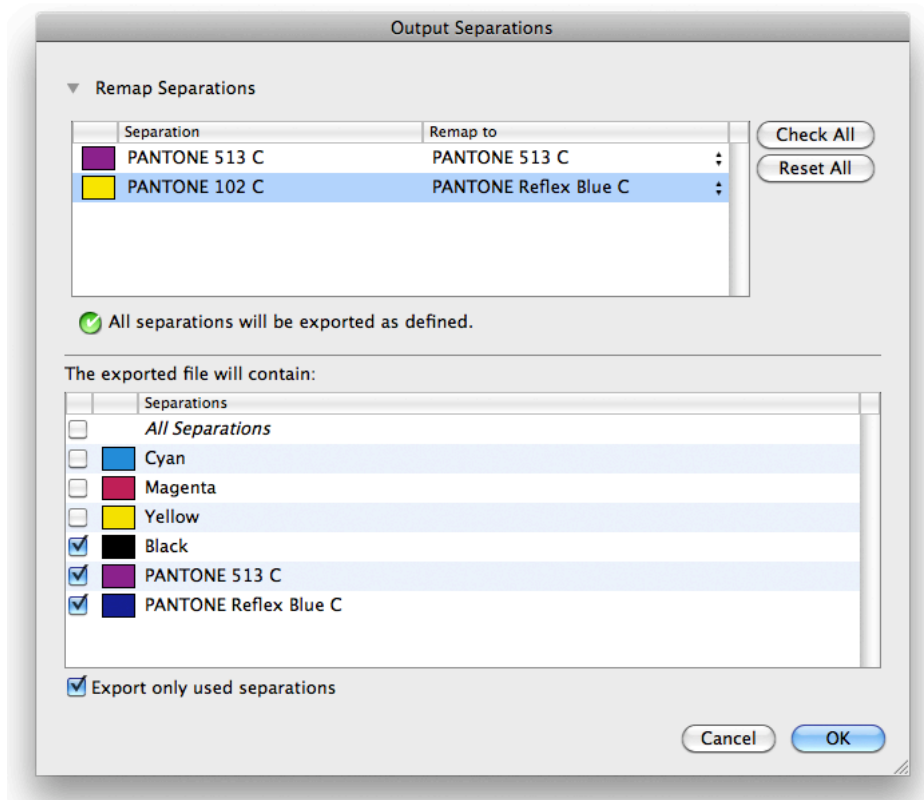 Output Separations
Remap Separations
Separation Remap to
PANTONE 513 C PANTONE 513 C
PANTONE 102 C PANTONE Reflex Blue C
Check All
Reset All
All separations will be exported as defined.
The exported file will contain:
Separations
All Separations
Cyan
Magenta
Yellow
Black
PANTONE 513 C
PANTONE Reflex Blue C
Export only used separations
Cancel OK